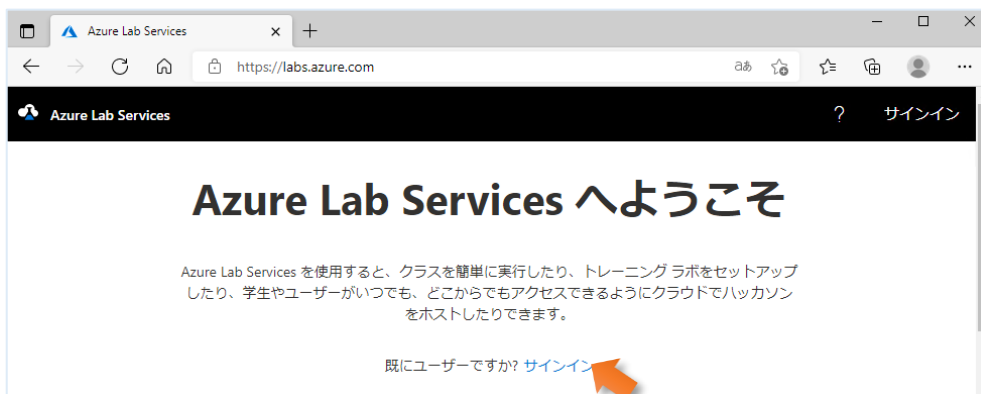 Azure Lab Services
https://labs.azure.com
aあ
Azure Lab Services
? サインイン
Azure Lab Services へようこそ
Azure Lab Services を使用すると、クラスを簡単に実行したり、トレーニング ラボをセットアップ
したり、学生やユーザーがいつでも、どこからでもアクセスできるようにクラウドでハッカソン
をホストしたりできます。
既にユーザーですか? サインイン